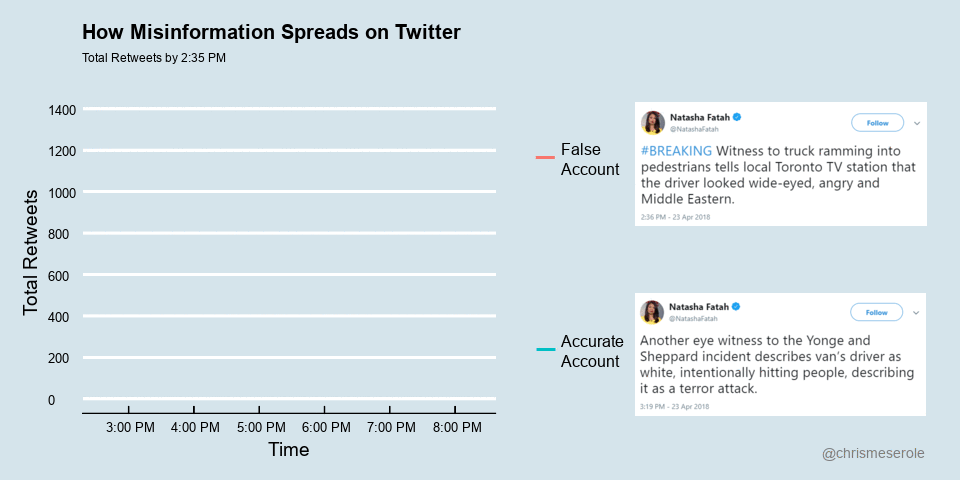 How Misinformation Spreads on Twitter
Total Retweets by 2:35 PM
1400
1200
1000
800
600
400
200
0
Total Retweets
3:00 PM 4:00 PM 5:00 PM 6:00 PM 7:00 PM 8:00 PM
Time
False
Account
Natasha Fatah
@NatashaFatah
Follow
#BREAKING Witness to truck ramming into
pedestrians tells local Toronto TV station that
the driver looked wide-eyed, angry and
Middle Eastern.
2:36 PM - 23 Apr 2018
Accurate
Account
Natasha Fatah
@NatashaFatah
Follow
Another eye witness to the Yonge and
Sheppard incident describes van's driver as
white, intentionally hitting people, describing
it as a terror attack.
3:19 PM - 23 Apr 2018
@chrismeserole